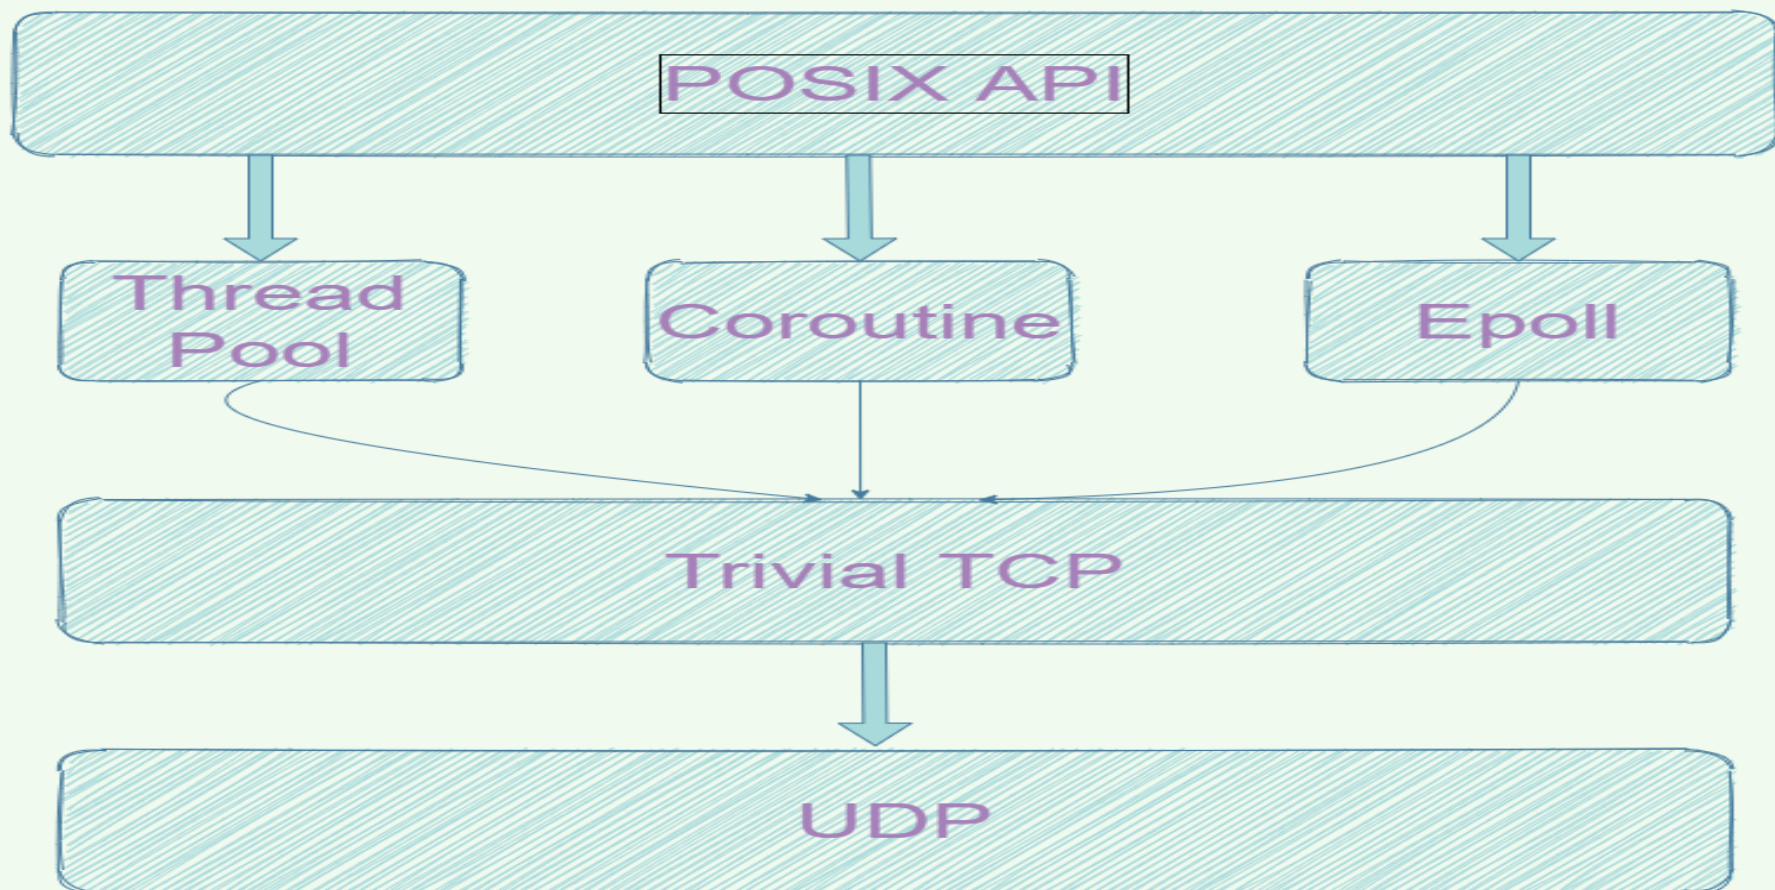 POSIX API
Thread
Pool
Coroutine
Epoll
Trivial TCP
UDP